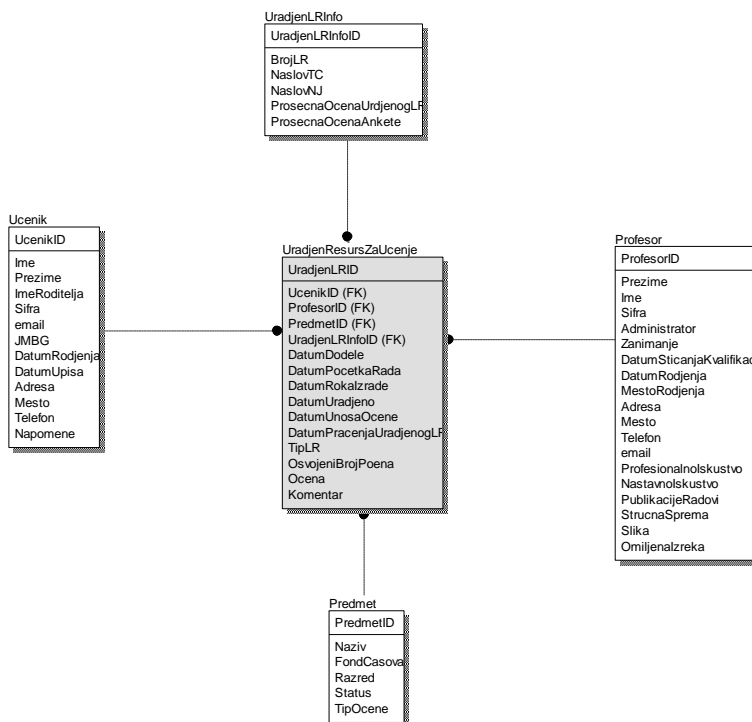 UradjenLRInfo
UradjenLRInfoID
BrojLR
NaslovTC
NaslovNJ
ProsecnaOcenaUrdjenogLR
ProsecnaOcenaAnkete
Ucenik
UcenikID
Ime
Prezime
ImeRoditelja
Sifra
email
JMBG
DatumRodjenja
DatumUpisa
Adresa
Mesto
Telefon
Napomene
UradjenResursZaUcenje
UradjenLRID
UcenikID (FK)
ProfesorID (FK)
PredmetID (FK)
UradjenLRInfoID (FK)
DatumDodele
DatumPocetkaRada
DatumRokaIzrade
DatumUradjeno
DatumUnosaOcene
DatumPracenjaUradjenogLR
TipLR
OsvojeniBrojPoena
Ocena
Komentar
Profesor
ProfesorID
Prezime
Ime
Sifra
Administrator
Zanimanje
DatumSticanjaKvalifikac
DatumRodjenja
MestoRodjenja
Adresa
Mesto
Telefon
email
ProfesionalnoIskustvo
NastavnoIskustvo
PublikacijeRadovi
StrucnaSprema
Slika
OmiljenaIzreka
Predmet
PredmetID
Naziv
FondCasova
Razred
Status
TipOcene